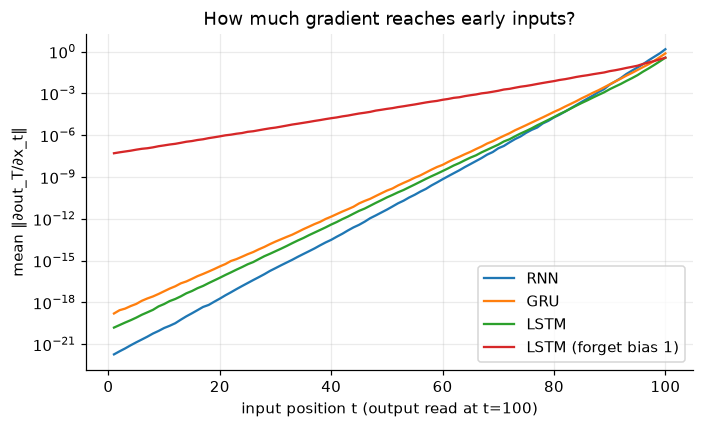 How much gradient reaches early inputs?
mean ‖∂out_T/∂x_t‖
10⁰
10⁻³
10⁻⁶
10⁻⁹
10⁻¹²
10⁻¹⁵
10⁻¹⁸
10⁻²¹
RNN
GRU
LSTM
LSTM (forget bias 1)
0 20 40 60 80 100
input position t (output read at t=100)